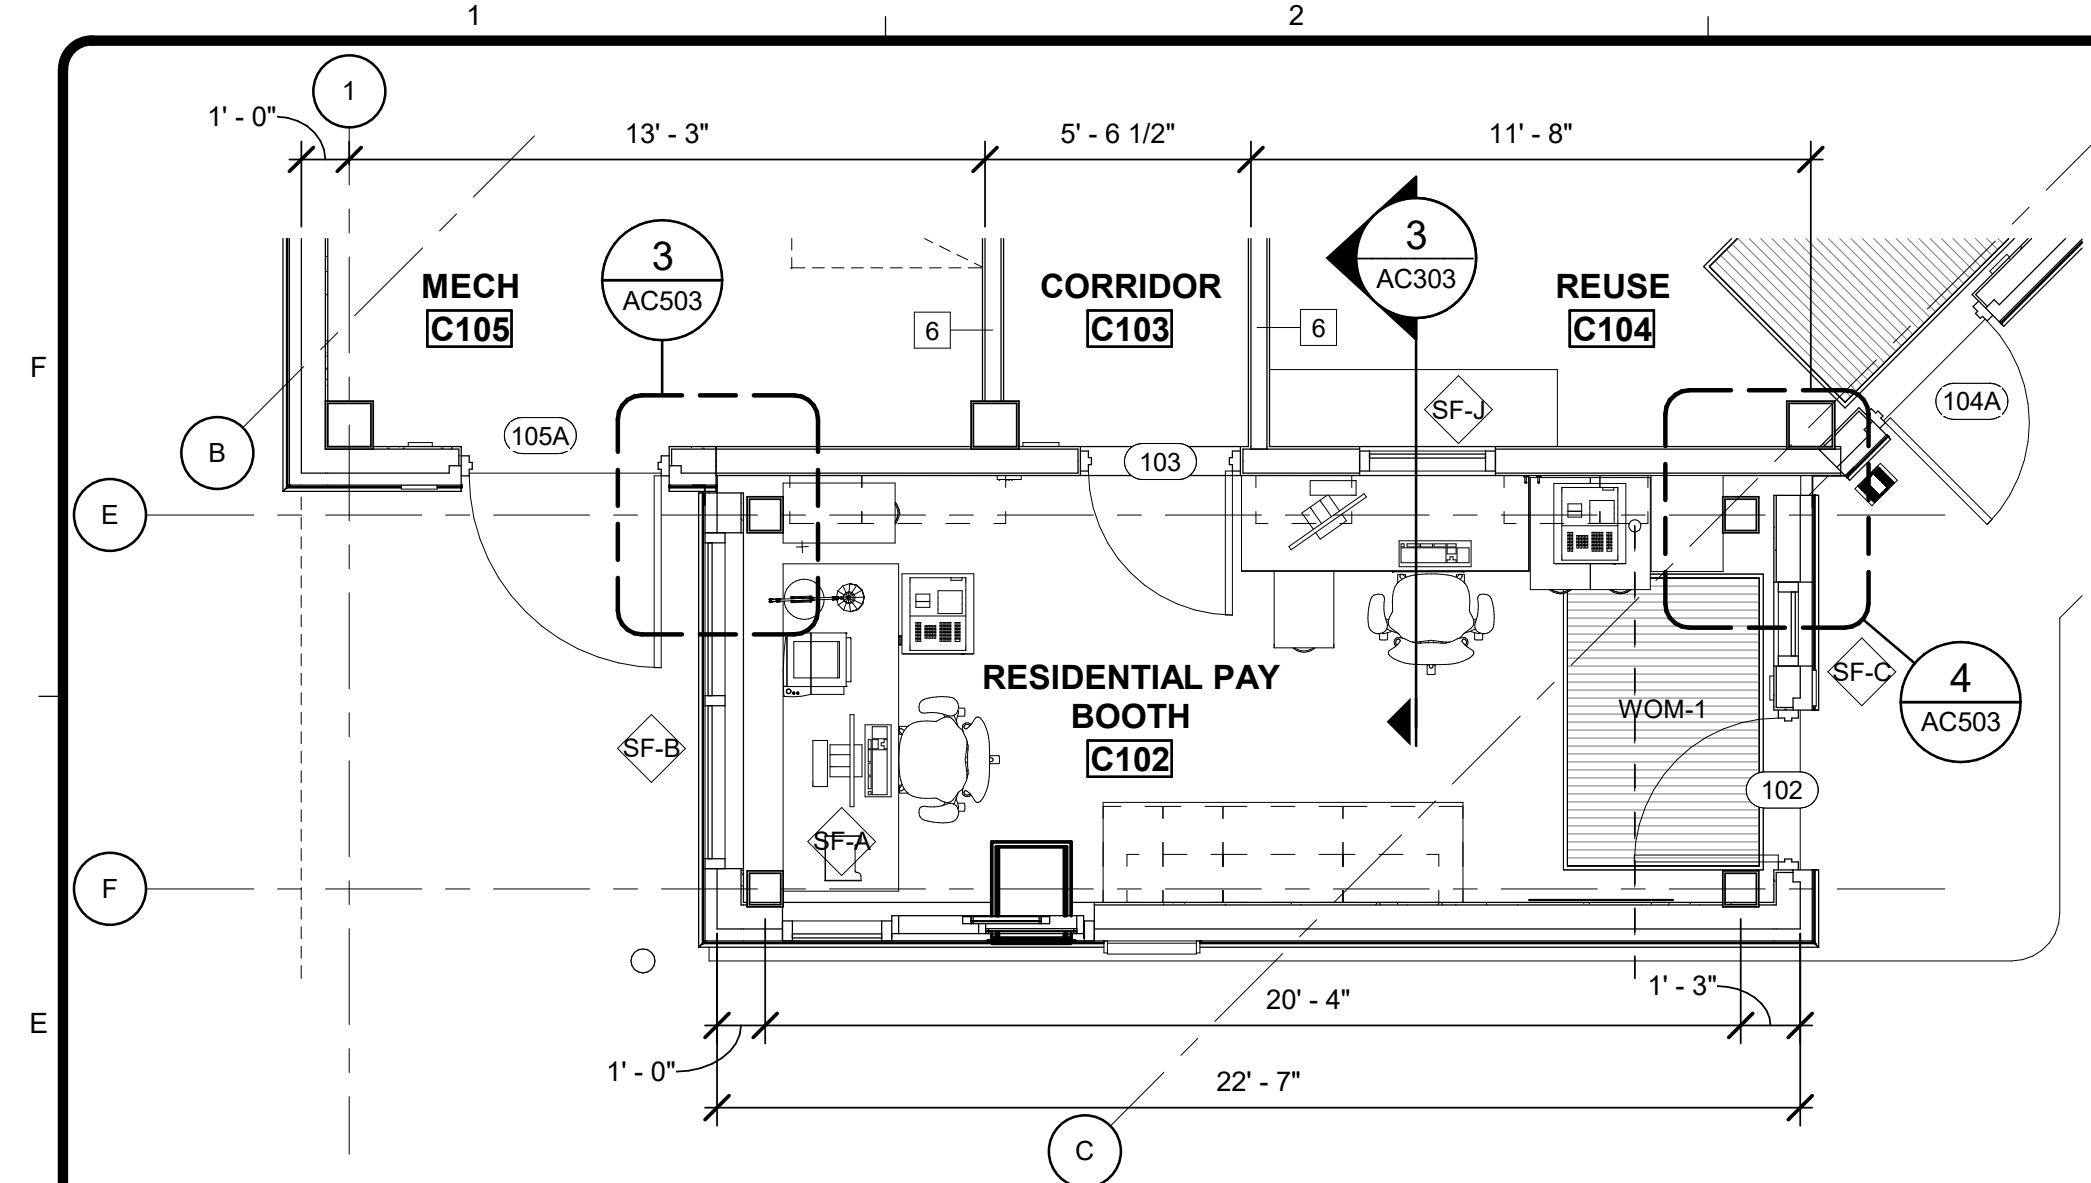 1
2
1
1' - 0"
13' - 3"
5' - 6 1/2"
11' - 8"
3
AC503
3
AC303
MECH
C105
CORRIDOR
C103
REUSE
C104
6
6
F
SF-J
104A
105A
103
B
E
RESIDENTIAL PAY
BOOTH
C102
SF-B
SF-A
WOM-1
SF-C
4
AC503
102
F
E
1' - 3"
20' - 4"
1' - 0"
22' - 7"
C